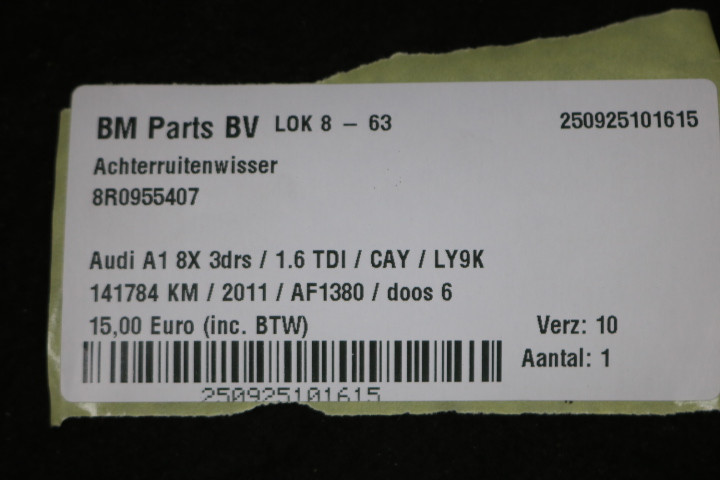 BM Parts BV LOK 8 – 63 250925101615
Achterruitenwisser
8R0955407
Audi A1 8X 3drs / 1.6 TDI / CAY / LY9K
141784 KM / 2011 / AF1380 / doos 6
15,00 Euro (inc. BTW) Verz: 10
Aantal: 1
250925101615